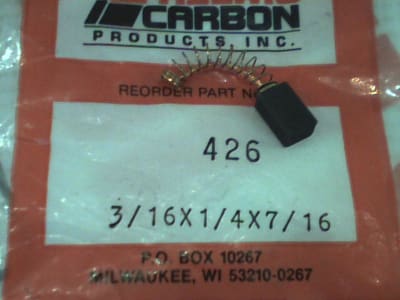 CARBON
PRODUCTS INC.
REORDER PART NO.
426
3/16X1/4X7/16
P.O. BOX 10267
MILWAUKEE, WI 53210-0267